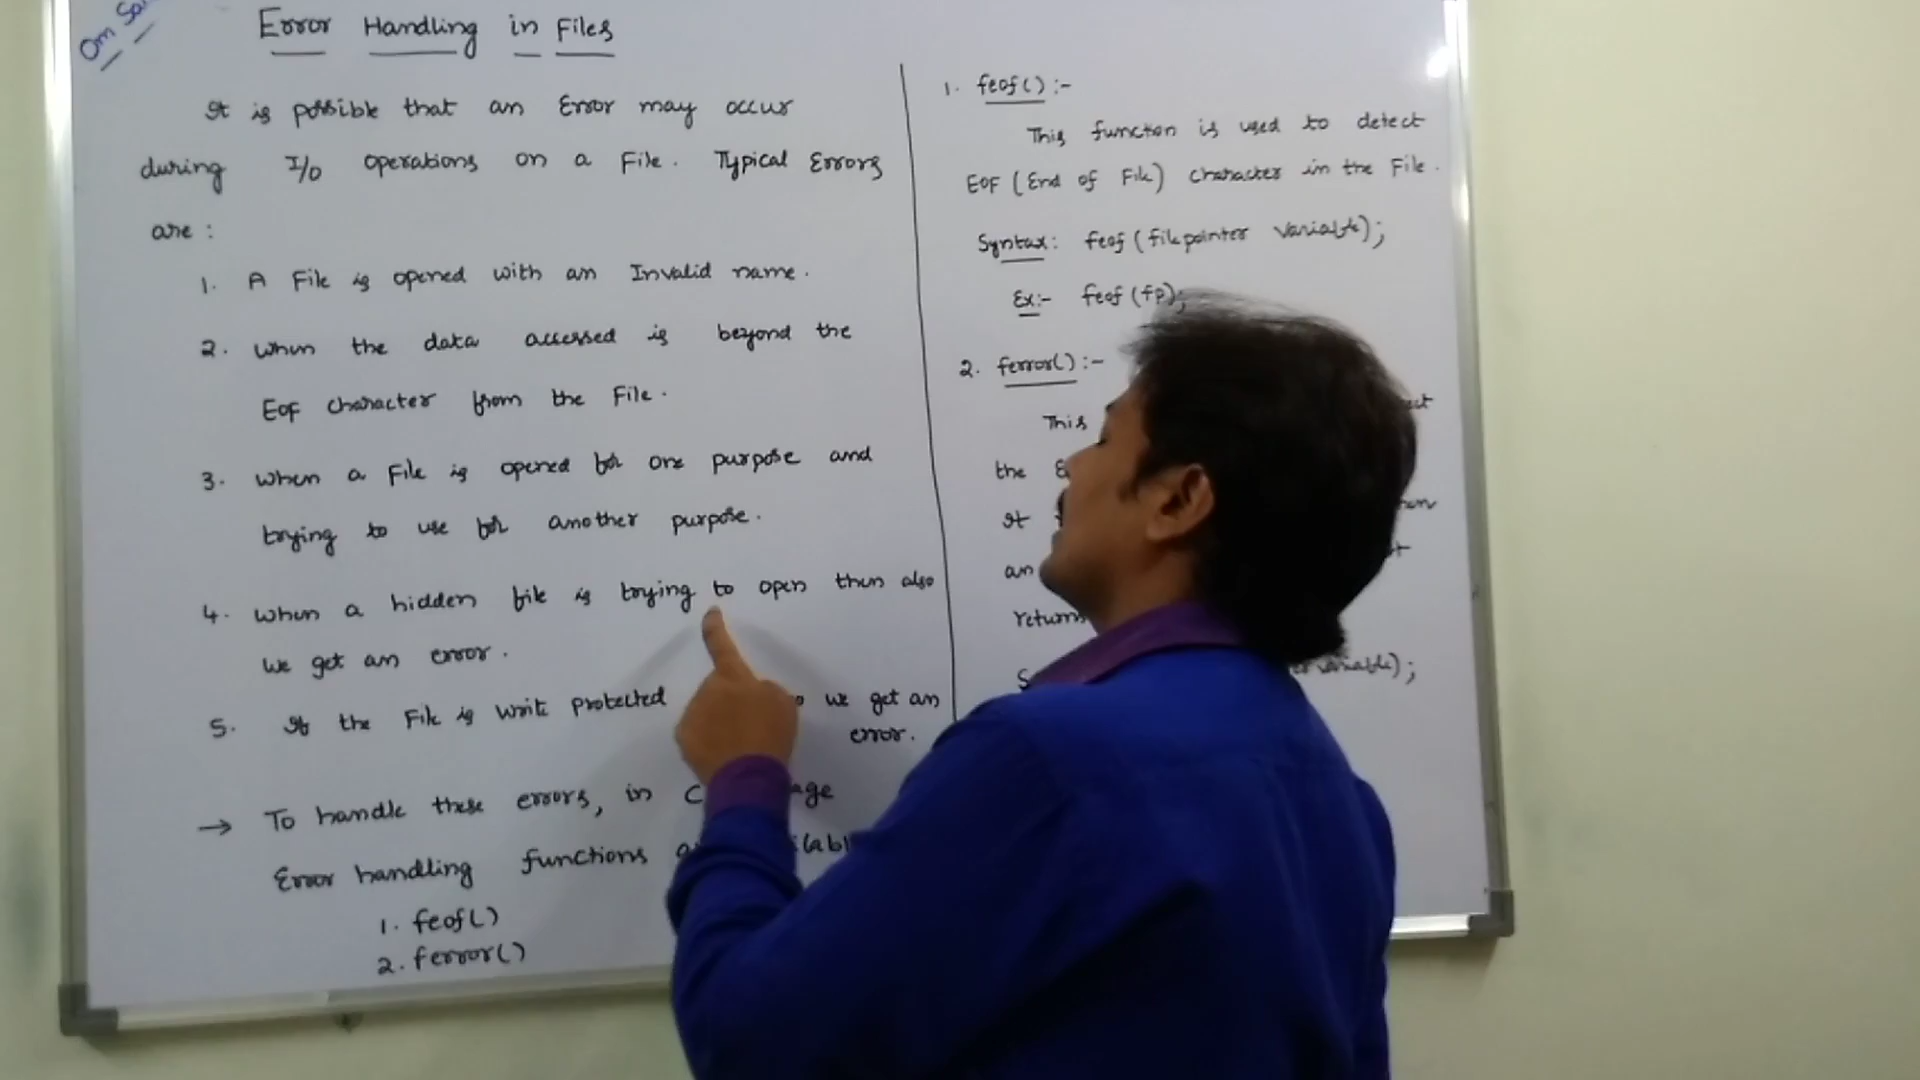 Om Sai
Error Handling in Files
It is possible that an Error may occur
during I/O operations on a File. Typical Errors
are :
1. A File is opened with an Invalid name.
2. When the data accessed is beyond the
EOF character from the File.
3. When a File is opened for one purpose and
trying to use for another purpose.
4. When a hidden file is trying to open then also
we get an error.
5. If the File is write protected we get an
error.
→ To handle these errors, in C
Error handling functions
1. feof()
2. ferror()
1. feof() :-
This function is used to detect
EOF (End of File) character in the File.
Syntax: feof (filepointer variable);
Ex:- feof (fp);
2. ferror() :-
This
the
It
an
return
variable);